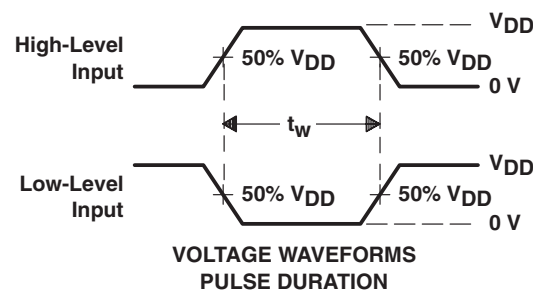 High-Level
Input
VDD
50% VDD
50% VDD
0 V
tw
Low-Level
Input
VDD
50% VDD
50% VDD
0 V
VOLTAGE WAVEFORMS
PULSE DURATION